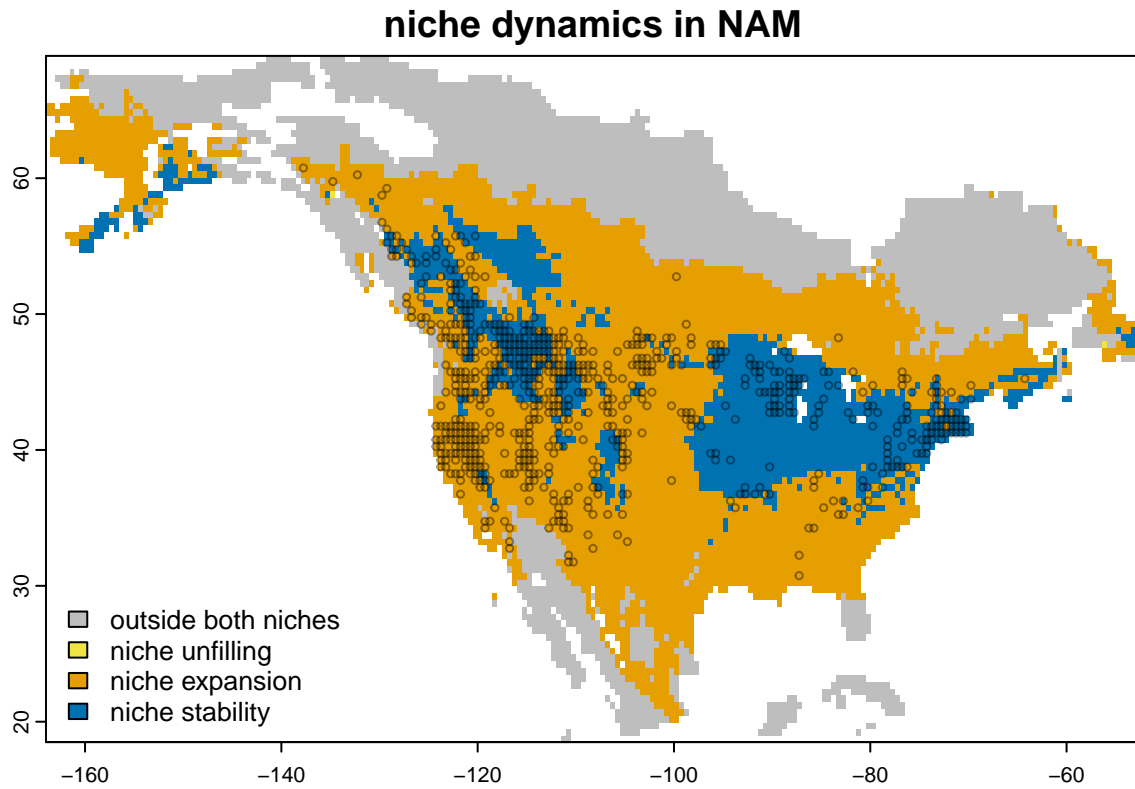 niche dynamics in NAM
60
50
40
30
20
outside both niches
niche unfilling
niche expansion
niche stability
−160 −140 −120 −100 −80 −60